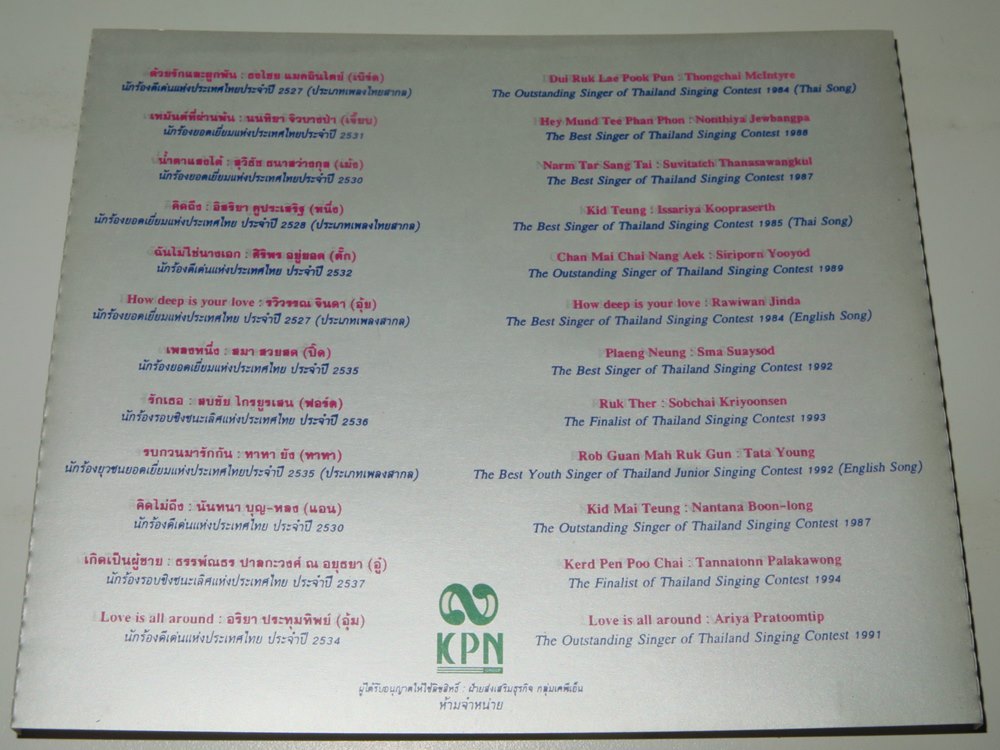 ด้วยรักและผูกพัน : ธงไชย แมคอินไตย์ (เบิร์ด)
นักร้องดีเด่นแห่งประเทศไทยประจำปี 2527 (ประเภทเพลงไทยสากล)
เหมันต์ที่ผ่านพ้น : นนทิยา จิวบางป่า (เจี๊ยบ)
นักร้องยอดเยี่ยมแห่งประเทศไทยประจำปี 2531
น้ำตาแสงไต้ : สุวิธัช ธนาสว่างกุล (เม้ง)
นักร้องยอดเยี่ยมแห่งประเทศไทยประจำปี 2530
คิดถึง : อิสริยา คูประเสริฐ (หนึ่ง)
นักร้องยอดเยี่ยมแห่งประเทศไทย ประจำปี 2528 (ประเภทเพลงไทยสากล)
ฉันไม่ใช่นางเอก : ศิริพร อยู่ยอด (ตั๊ก)
นักร้องดีเด่นแห่งประเทศไทย ประจำปี 2532
How deep is your love : รวิวรรณ จินดา (อุ้ย)
นักร้องยอดเยี่ยมแห่งประเทศไทย ประจำปี 2527 (ประเภทเพลงสากล)
เพลงหนึ่ง : สมา สวยสด (ปิ๊ด)
นักร้องยอดเยี่ยมแห่งประเทศไทย ประจำปี 2535
รักเธอ : สบชัย ไกรยูรเสน (ฟอร์ด)
นักร้องรอบชิงชนะเลิศแห่งประเทศไทย ประจำปี 2536
รบกวนมารักกัน : ทาทา ยัง (ทาทา)
นักร้องยุวชนยอดเยี่ยมแห่งประเทศไทย ประจำปี 2535 (ประเภทเพลงสากล)
คิดไม่ถึง : นันทนา บุญ-หลง (แอน)
นักร้องดีเด่นแห่งประเทศไทย ประจำปี 2530
เกิดเป็นผู้ชาย : ธรรพ์ณธร ปาลกะวงศ์ ณ อยุธยา (อู๋)
นักร้องรอบชิงชนะเลิศแห่งประเทศไทย ประจำปี 2537
Love is all around : อริยา ประทุมทิพย์ (อุ้ม)
นักร้องดีเด่นแห่งประเทศไทย ประจำปี 2534
Dui Ruk Lae Pook Pun : Thongchai McIntyre
The Outstanding Singer of Thailand Singing Contest 1984 (Thai Song)
Hey Mund Tee Phan Phon : Nonthiya Jewbangpa
The Best Singer of Thailand Singing Contest 1988
Narm Tar Sang Tai : Suvitatch Thanasawangkul
The Best Singer of Thailand Singing Contest 1987
Kid Teung : Issariya Koopraserth
The Best Singer of Thailand Singing Contest 1985 (Thai Song)
Chan Mai Chai Nang Aek : Siriporn Yooyod
The Outstanding Singer of Thailand Singing Contest 1989
How deep is your love : Rawiwan Jinda
The Best Singer of Thailand Singing Contest 1984 (English Song)
Plaeng Neung : Sma Suaysod
The Best Singer of Thailand Singing Contest 1992
Ruk Ther : Sobchai Kriyoonsen
The Finalist of Thailand Singing Contest 1993
Rob Guan Mah Ruk Gun : Tata Young
The Best Youth Singer of Thailand Junior Singing Contest 1992 (English Song)
Kid Mai Teung : Nantana Boon-long
The Outstanding Singer of Thailand Singing Contest 1987
Kerd Pen Poo Chai : Tannatonn Palakawong
The Finalist of Thailand Singing Contest 1994
Love is all around : Ariya Pratoomtip
The Outstanding Singer of Thailand Singing Contest 1991
KPN
GROUP
ผู้ได้รับอนุญาตให้ใช้ลิขสิทธิ์ : ฝ่ายส่งเสริมธุรกิจ กลุ่มเคพีเอ็น
ห้ามจำหน่าย